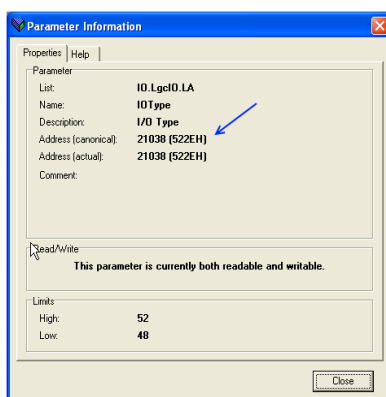 Parameter Information
Properties Help
Parameter
List: IO.LgcIO.LA
Name: IOType
Description: I/O Type
Address (canonical): 21038 (522EH)
Address (actual): 21038 (522EH)
Comment:
Read/Write
This parameter is currently both readable and writable.
Limits
High: 52
Low: 48
Close